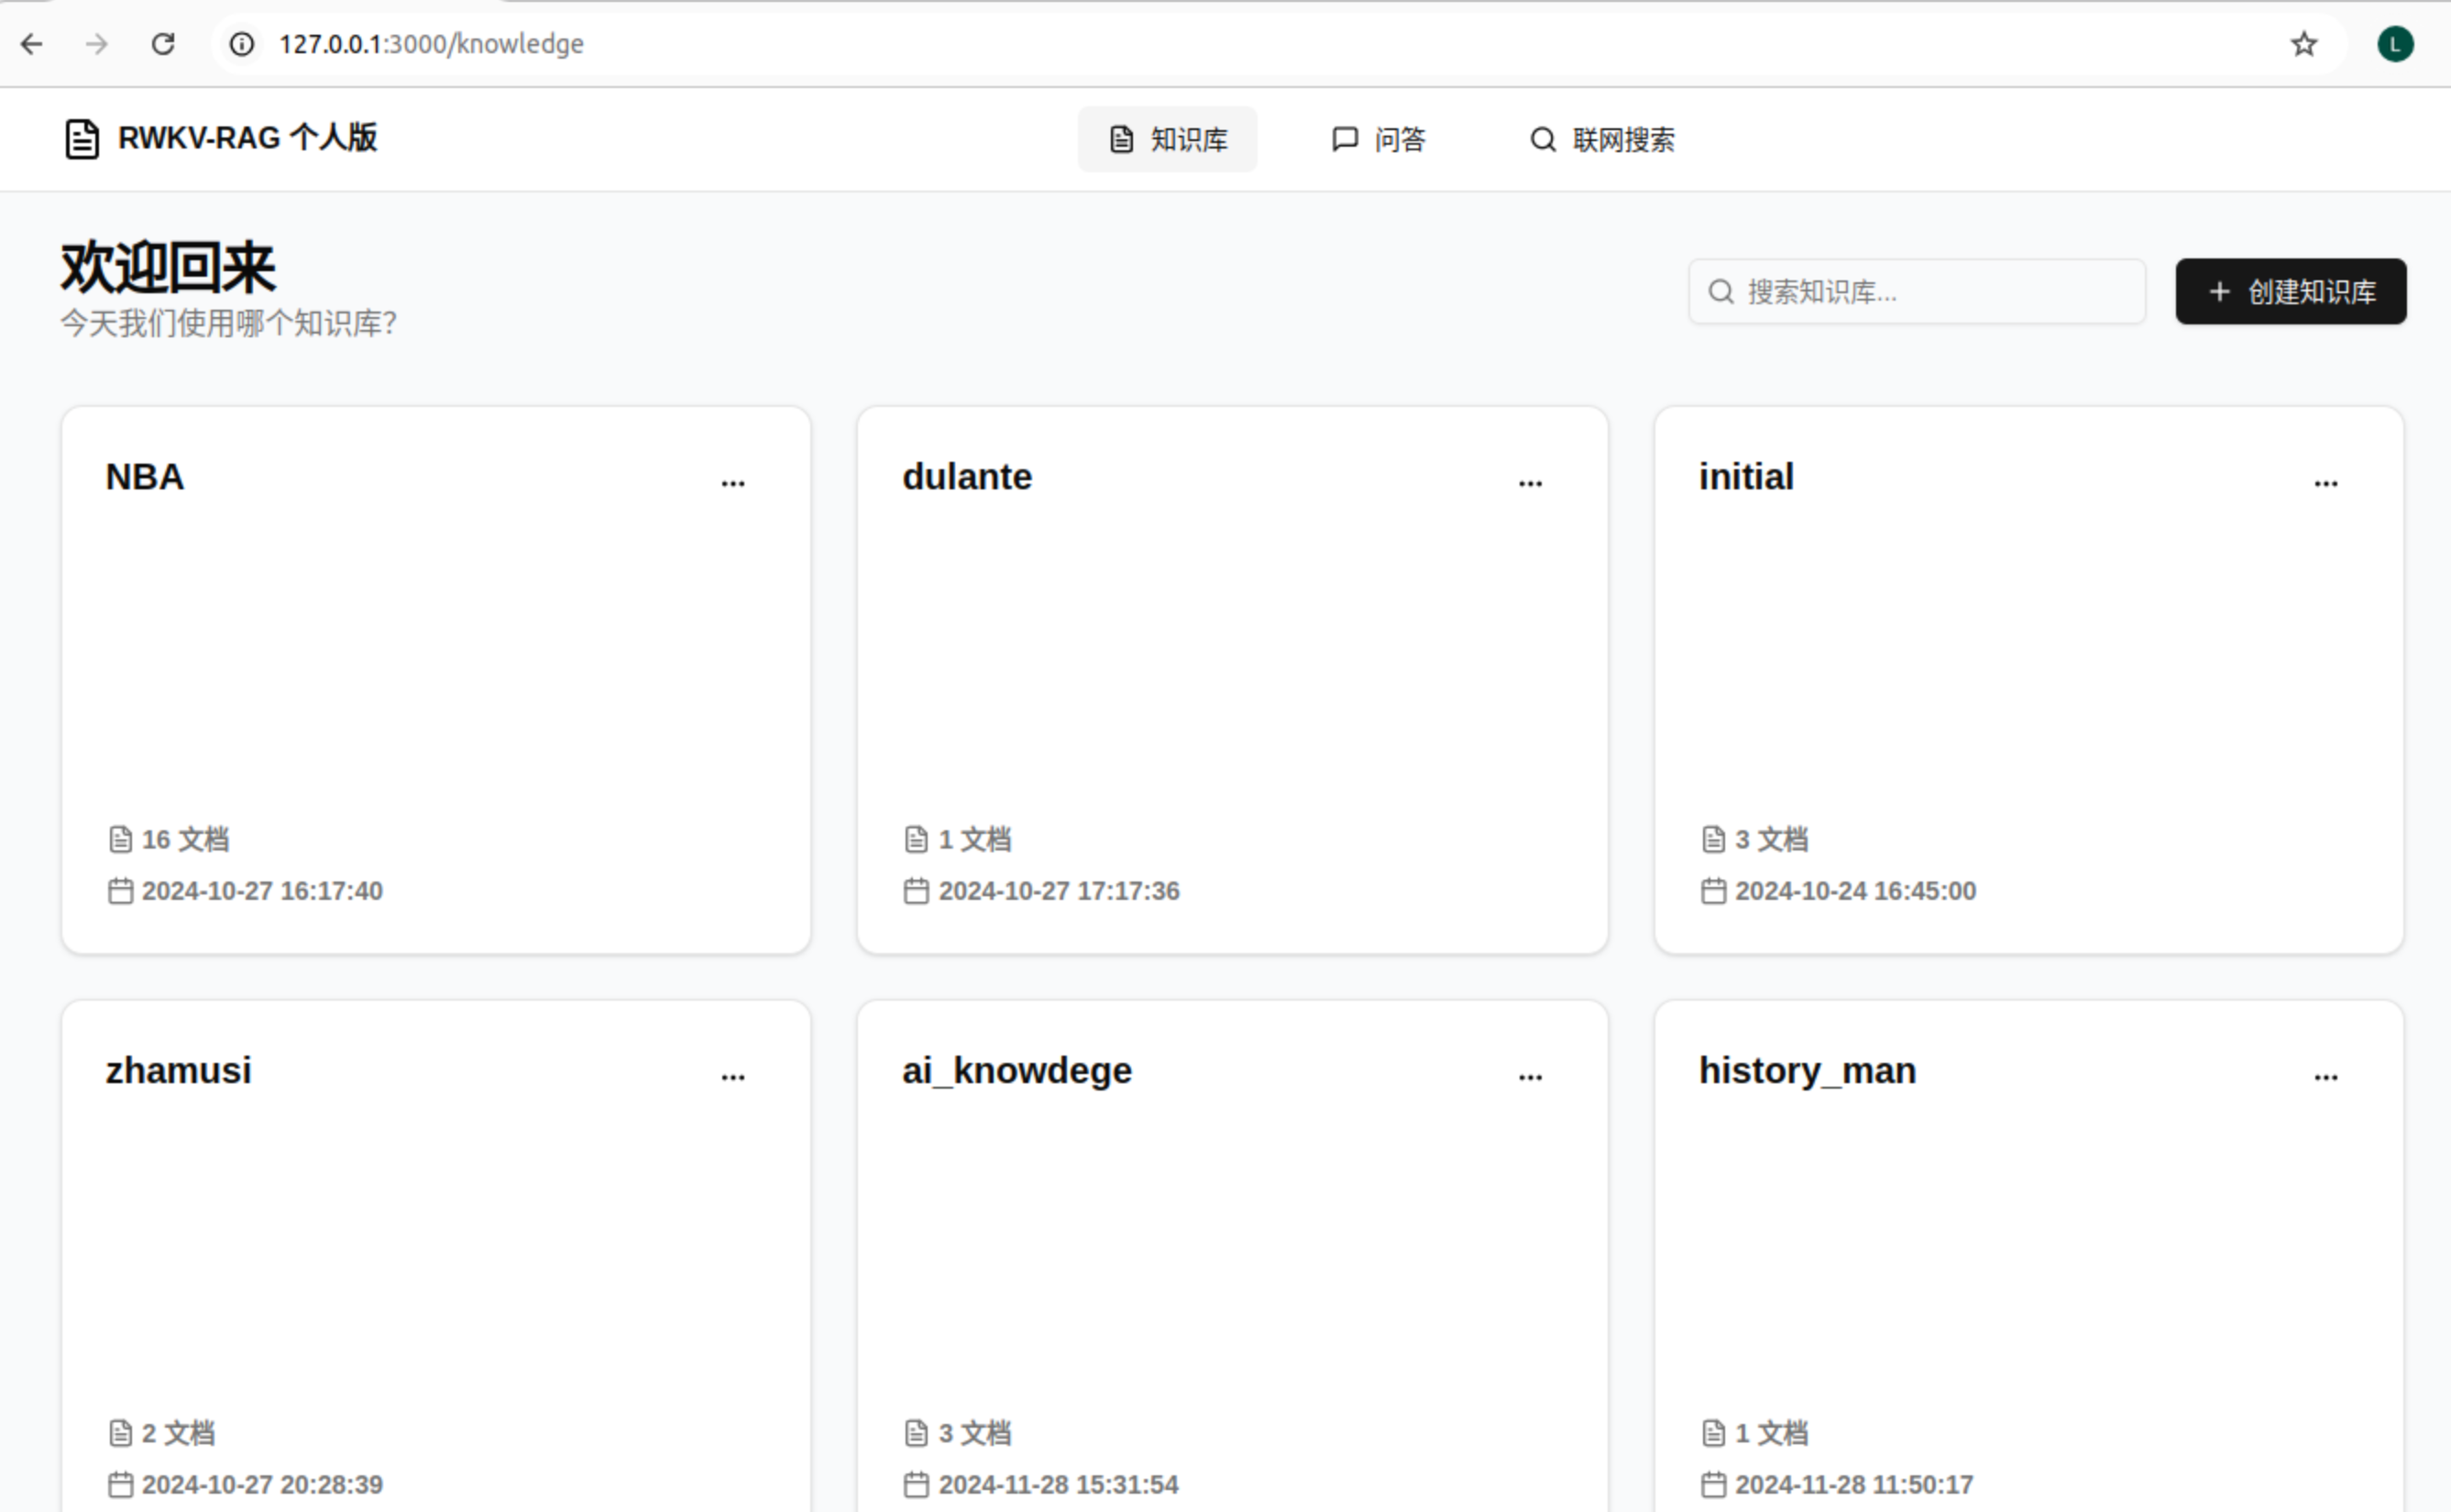 127.0.0.1:3000/knowledge
L
RWKV-RAG 个人版
知识库
问答
联网搜索
欢迎回来
今天我们使用哪个知识库?
搜索知识库...
+ 创建知识库
NBA
...
16 文档
2024-10-27 16:17:40
dulante
...
1 文档
2024-10-27 17:17:36
initial
...
3 文档
2024-10-24 16:45:00
zhamusi
...
2 文档
2024-10-27 20:28:39
ai_knowdege
...
3 文档
2024-11-28 15:31:54
history_man
...
1 文档
2024-11-28 11:50:17